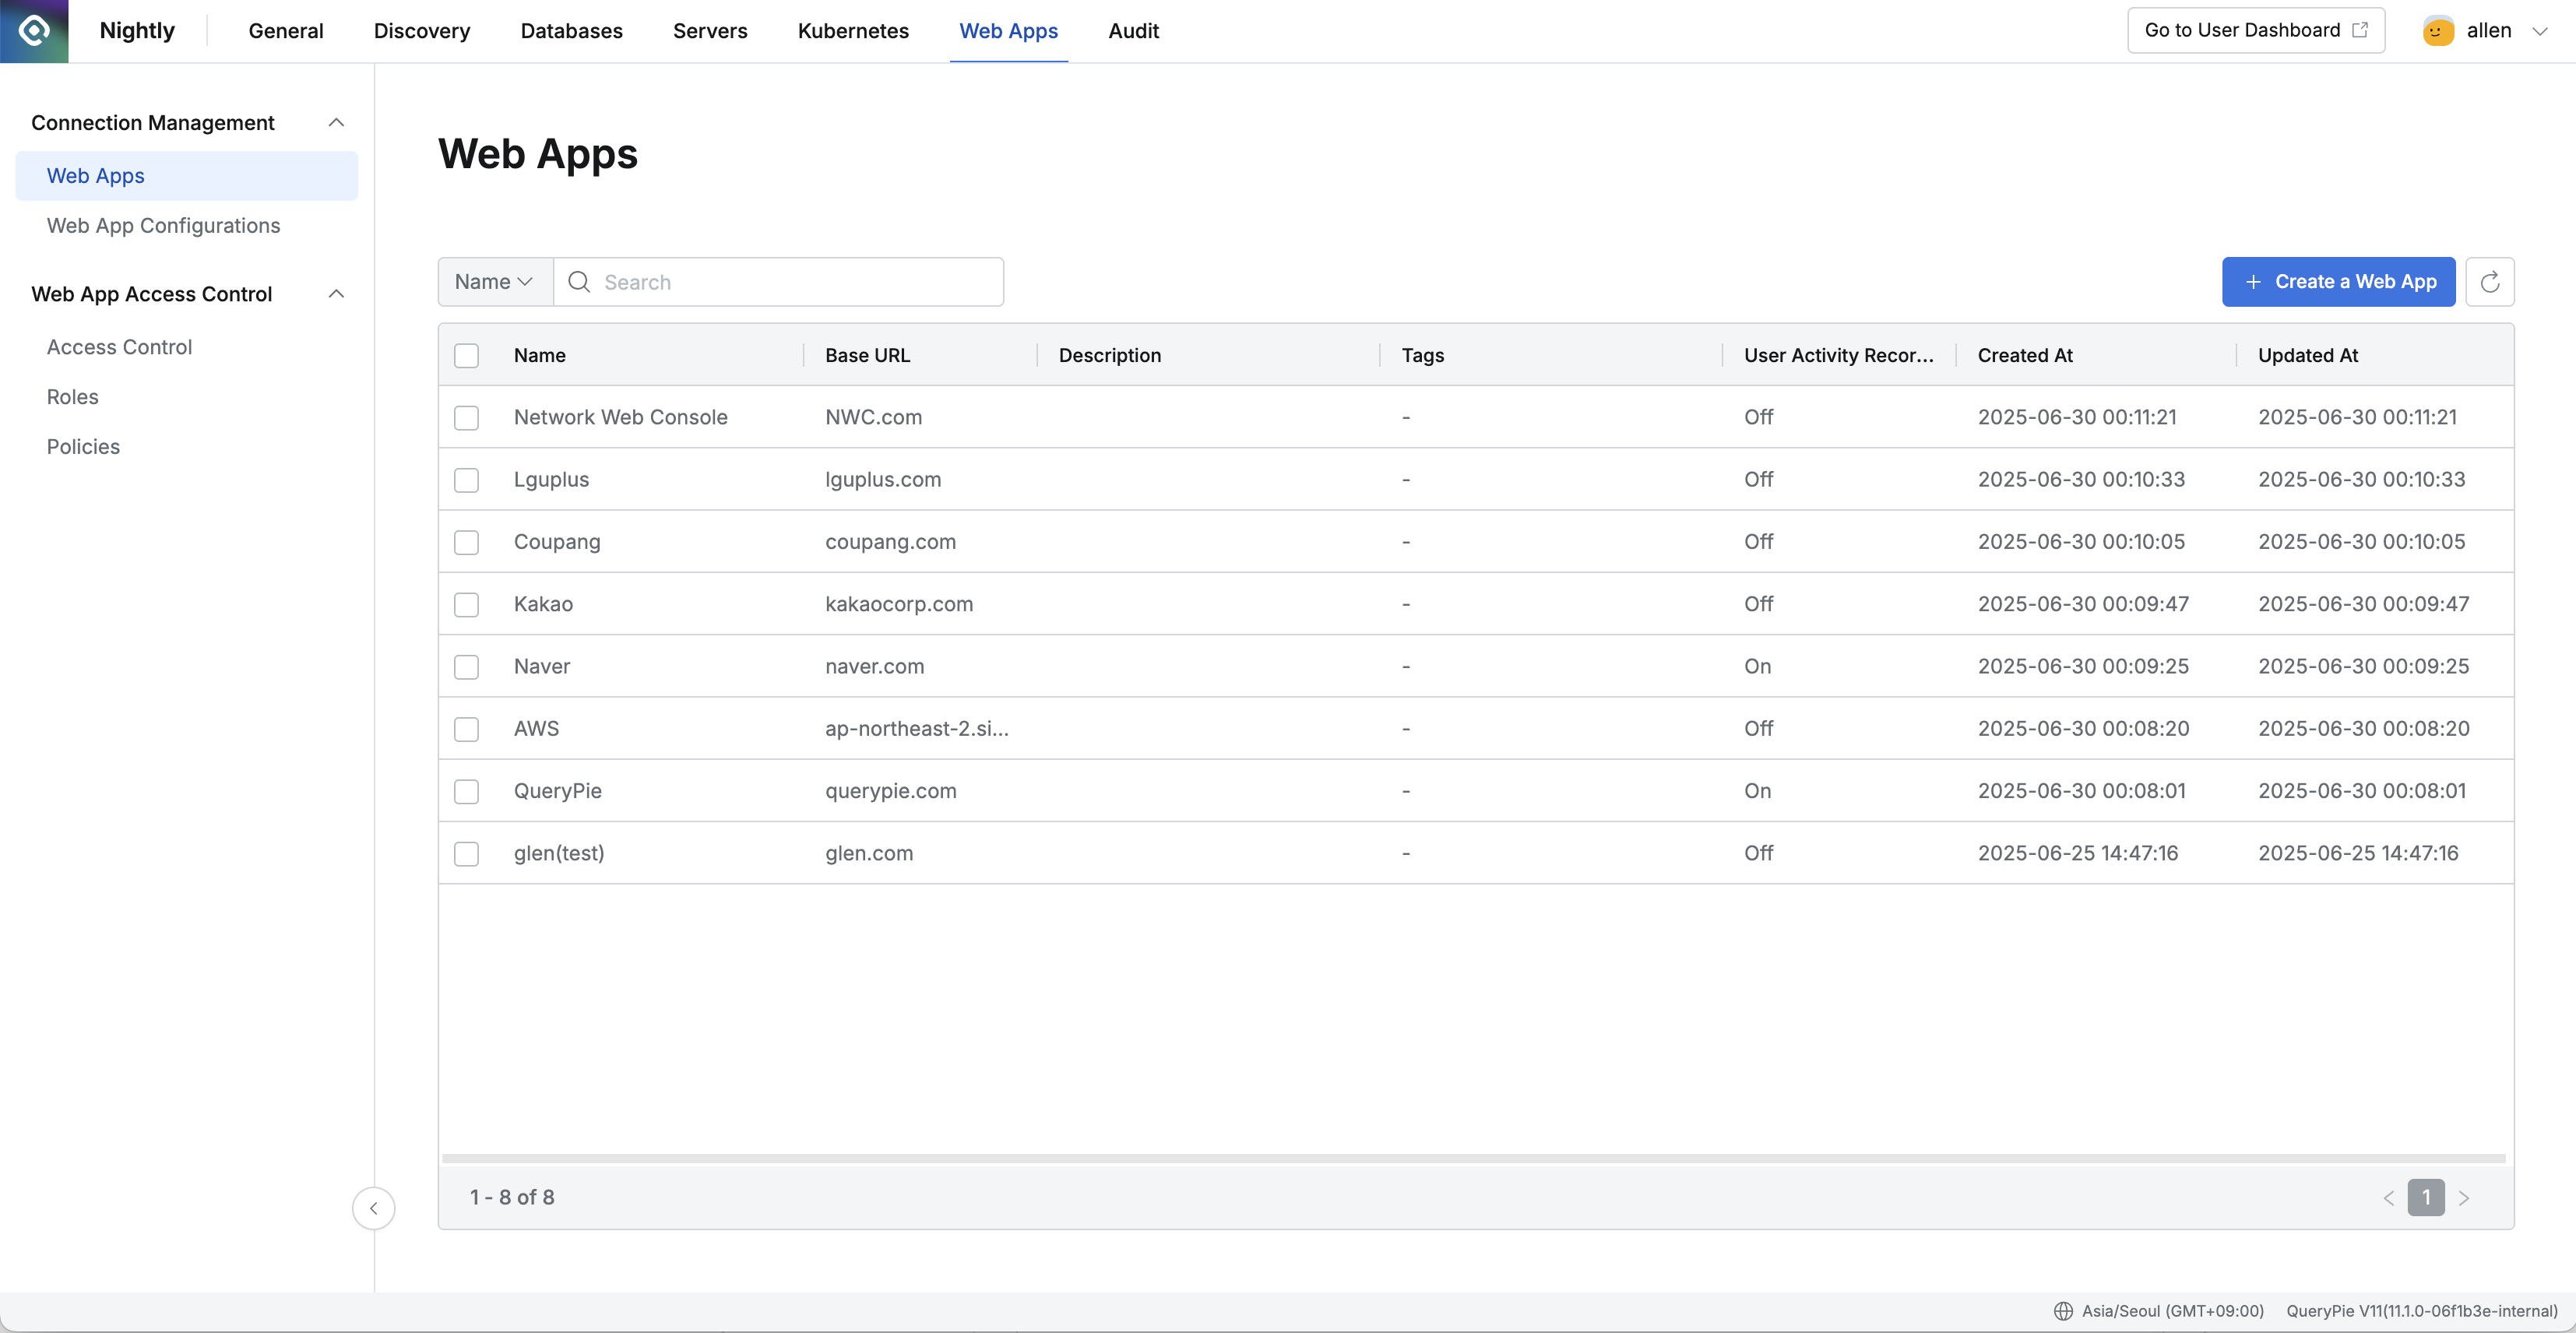 Nightly General Discovery Databases Servers Kubernetes Web Apps Audit Go to User Dashboard allen
Connection Management
Web Apps
Web App Configurations
Web App Access Control
Access Control
Roles
Policies
Web Apps
Name Search + Create a Web App
Name Base URL Description Tags User Activity Recor... Created At Updated At
Network Web Console NWC.com - Off 2025-06-30 00:11:21 2025-06-30 00:11:21
Lguplus lguplus.com - Off 2025-06-30 00:10:33 2025-06-30 00:10:33
Coupang coupang.com - Off 2025-06-30 00:10:05 2025-06-30 00:10:05
Kakao kakaocorp.com - Off 2025-06-30 00:09:47 2025-06-30 00:09:47
Naver naver.com - On 2025-06-30 00:09:25 2025-06-30 00:09:25
AWS ap-northeast-2.si... - Off 2025-06-30 00:08:20 2025-06-30 00:08:20
QueryPie querypie.com - On 2025-06-30 00:08:01 2025-06-30 00:08:01
glen(test) glen.com - Off 2025-06-25 14:47:16 2025-06-25 14:47:16
1 - 8 of 8 1
Asia/Seoul (GMT+09:00) QueryPie V11(11.1.0-06f1b3e-internal)